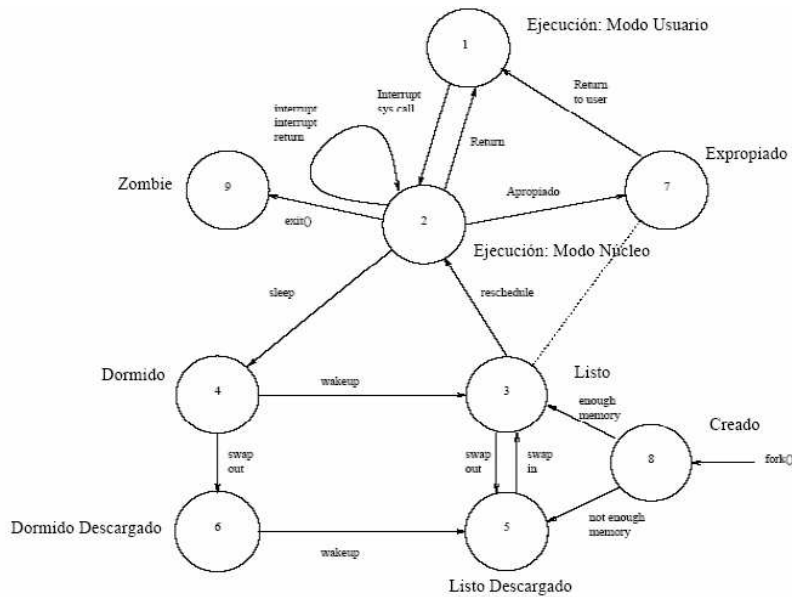 1
Ejecución: Modo Usuario
Interrupt
sys call
Return
to user
interrupt
interrupt
return
Return
Expropiado
Zombie
9
7
Apropiado
exit()
2
Ejecución: Modo Núcleo
sleep
reschedule
Dormido
4
wakeup
3
Listo
enough
memory
Creado
swap
out
swap
out
swap
in
8
fork()
Dormido Descargado
6
5
not enough
memory
wakeup
Listo Descargado